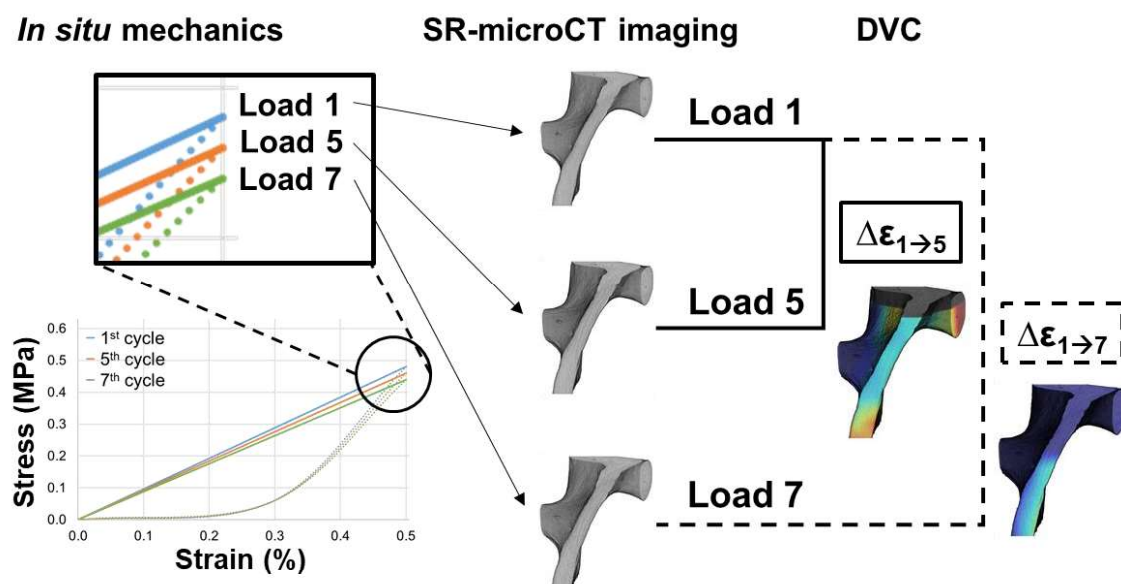 In situ mechanics
SR-microCT imaging
DVC
Load 1
Load 5
Load 7
Load 1
Load 5
Load 7
Δε1→5
Δε1→7
Stress (MPa)
0.6
0.5
0.4
0.3
0.2
0.1
0.0
1st cycle
5th cycle
7th cycle
0.0 0.1 0.2 0.3 0.4 0.5
Strain (%)